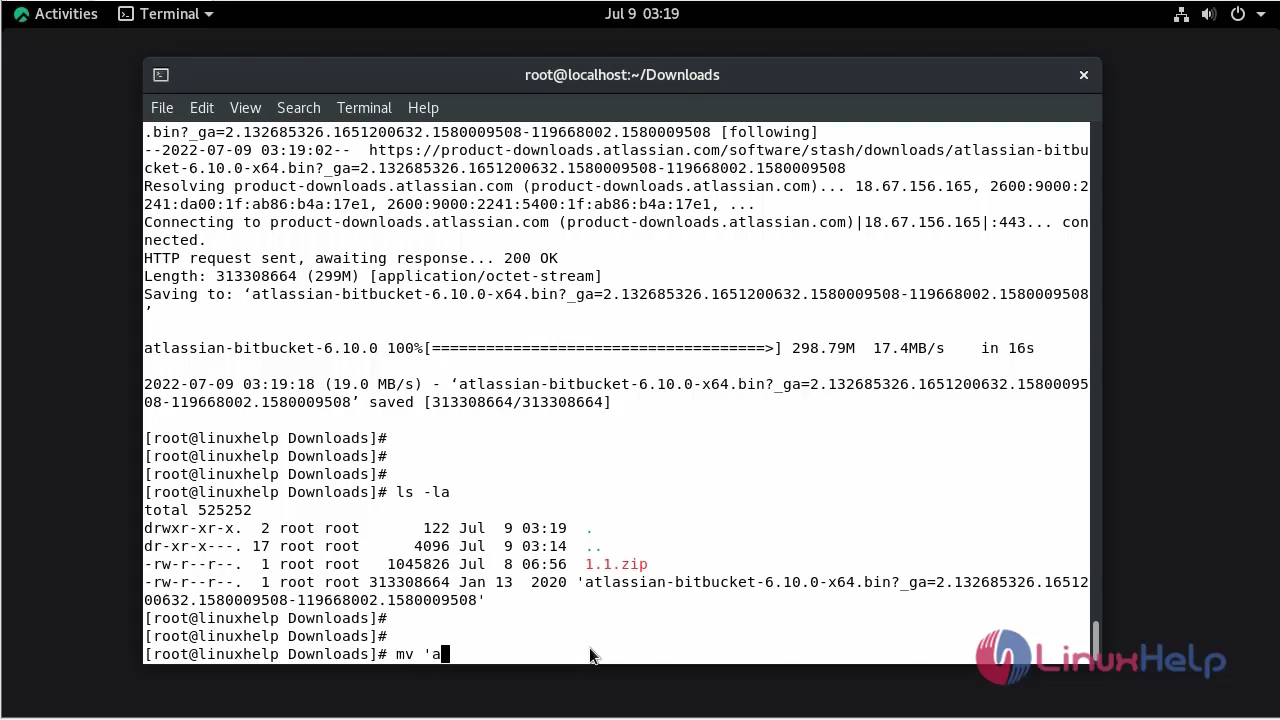 Activities Terminal Jul 9 03:19
root@localhost:~/Downloads
File Edit View Search Terminal Help
.bin?_ga=2.132685326.1651200632.1580009508-119668002.1580009508 [following]
--2022-07-09 03:19:02--  https://product-downloads.atlassian.com/software/stash/downloads/atlassian-bitbu
cket-6.10.0-x64.bin?_ga=2.132685326.1651200632.1580009508-119668002.1580009508
Resolving product-downloads.atlassian.com (product-downloads.atlassian.com)... 18.67.156.165, 2600:9000:2
241:da00:1f:ab86:b4a:17e1, 2600:9000:2241:5400:1f:ab86:b4a:17e1, ...
Connecting to product-downloads.atlassian.com (product-downloads.atlassian.com)|18.67.156.165|:443... con
nected.
HTTP request sent, awaiting response... 200 OK
Length: 313308664 (299M) [application/octet-stream]
Saving to: ‘atlassian-bitbucket-6.10.0-x64.bin?_ga=2.132685326.1651200632.1580009508-119668002.1580009508
’
atlassian-bitbucket-6.10.0 100%[=====================================>] 298.79M  17.4MB/s    in 16s
2022-07-09 03:19:18 (19.0 MB/s) - ‘atlassian-bitbucket-6.10.0-x64.bin?_ga=2.132685326.1651200632.15800095
08-119668002.1580009508’ saved [313308664/313308664]
[root@linuxhelp Downloads]#
[root@linuxhelp Downloads]#
[root@linuxhelp Downloads]#
[root@linuxhelp Downloads]# ls -la
total 525252
drwxr-xr-x.  2 root root       122 Jul  9 03:19  .
dr-xr-x---. 17 root root      4096 Jul  9 03:14  ..
-rw-r--r--.  1 root root   1045826 Jul  8 06:56  1.1.zip
-rw-r--r--.  1 root root 313308664 Jan 13  2020 'atlassian-bitbucket-6.10.0-x64.bin?_ga=2.132685326.16512
00632.1580009508-119668002.1580009508'
[root@linuxhelp Downloads]#
[root@linuxhelp Downloads]#
[root@linuxhelp Downloads]# mv 'a
LinuxHelp